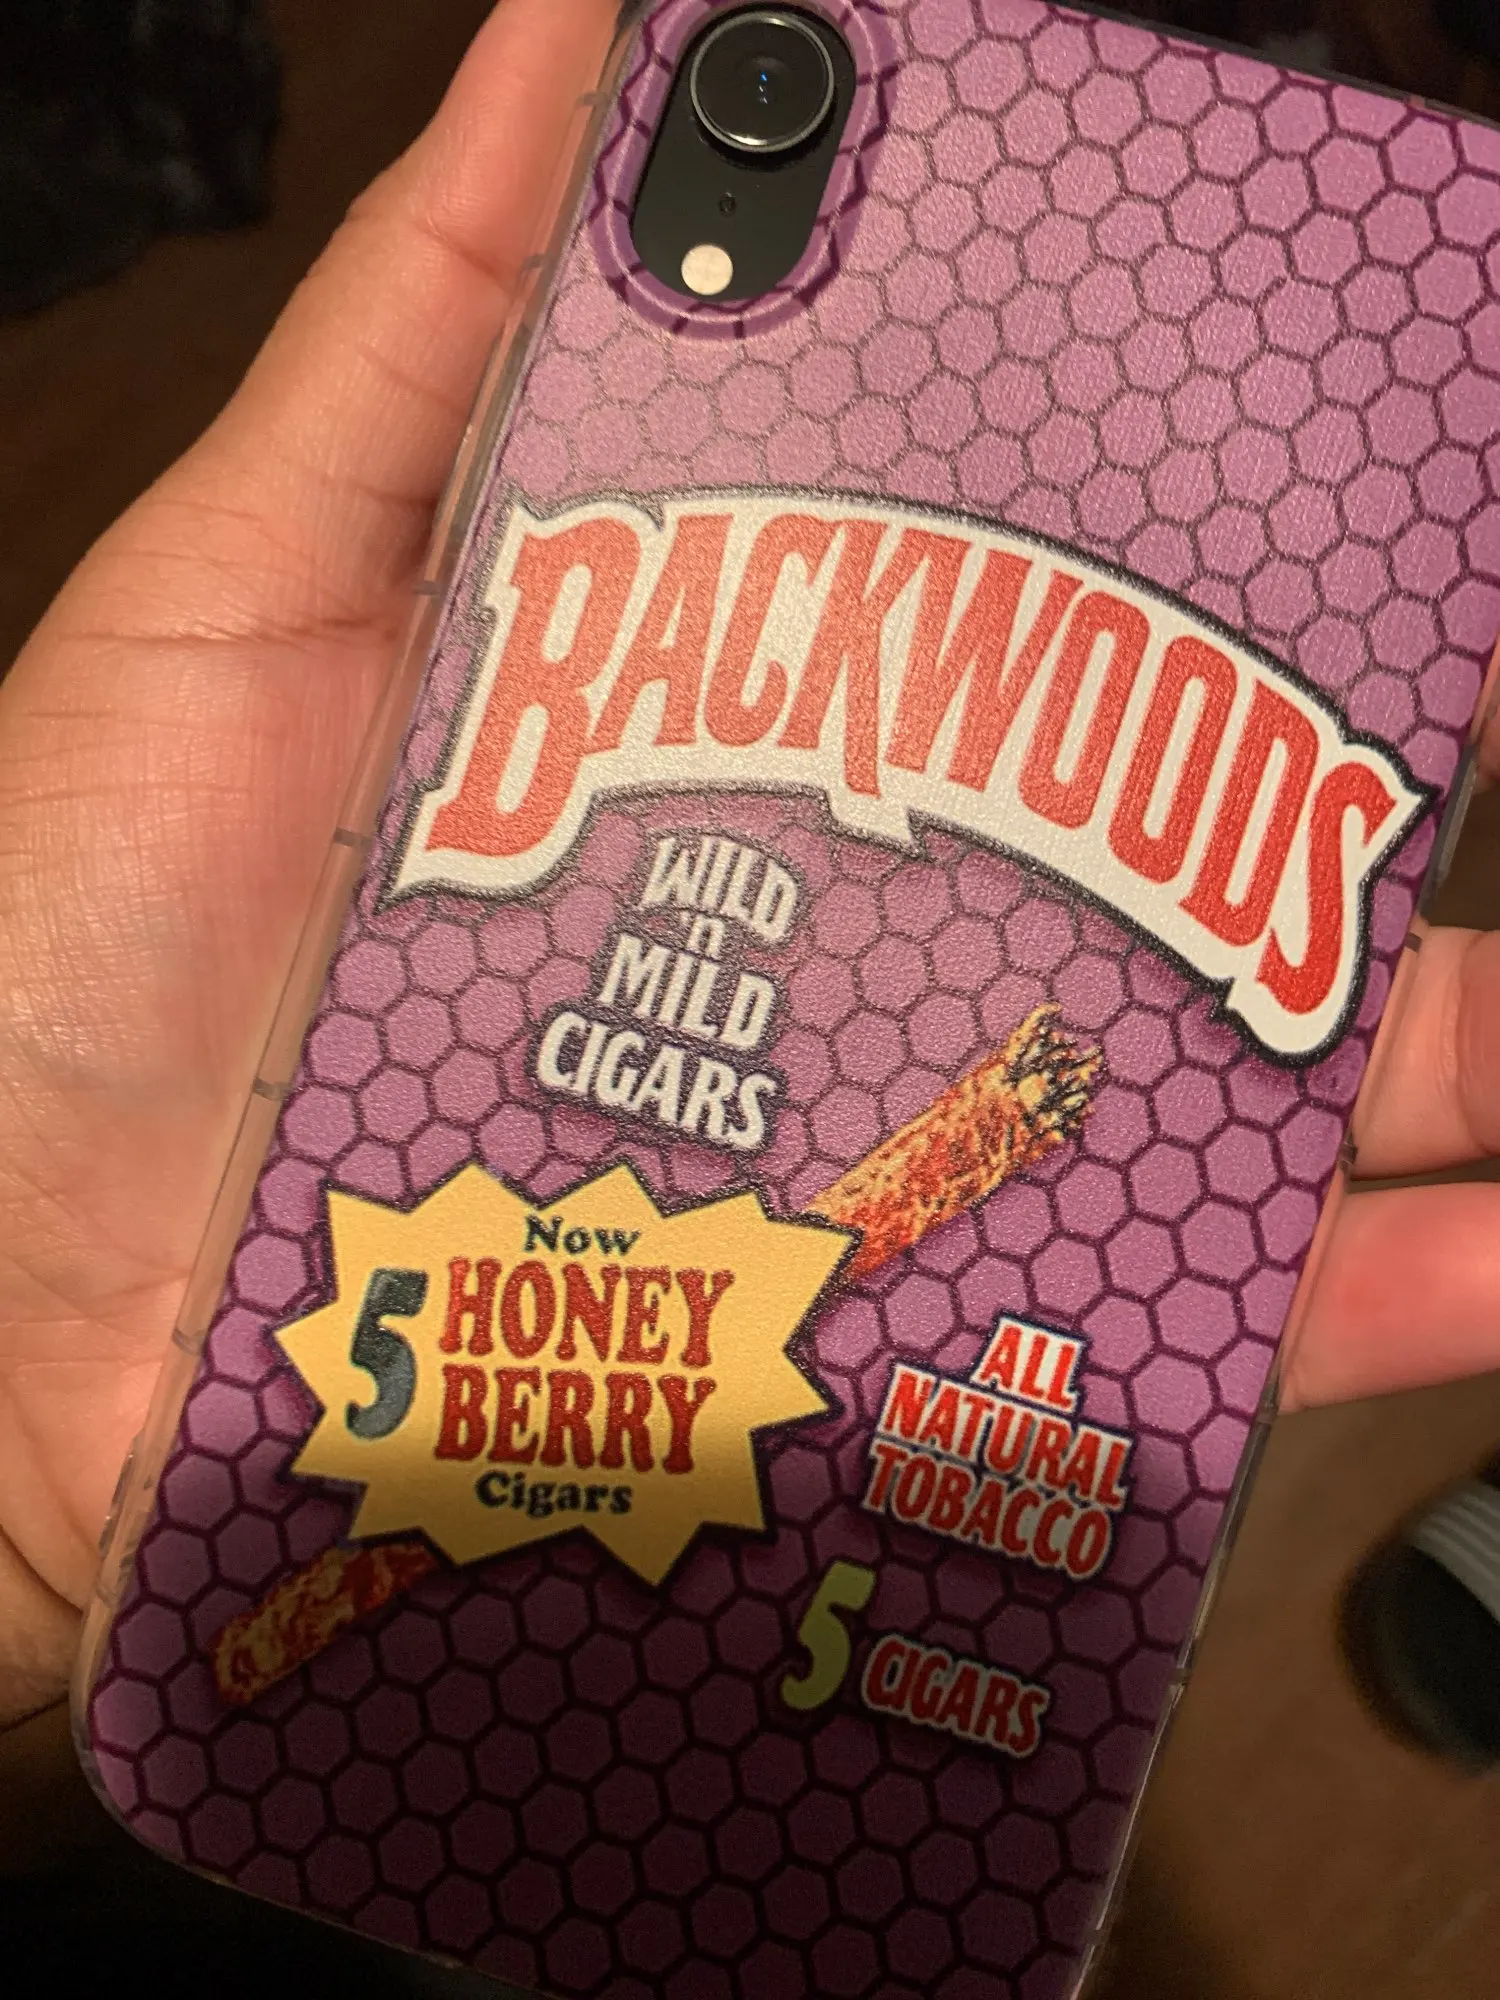 BACKWOODS
WILD
'n
MILD
CIGARS
Now
5 HONEY
BERRY
Cigars
ALL
NATURAL
TOBACCO
5 CIGARS